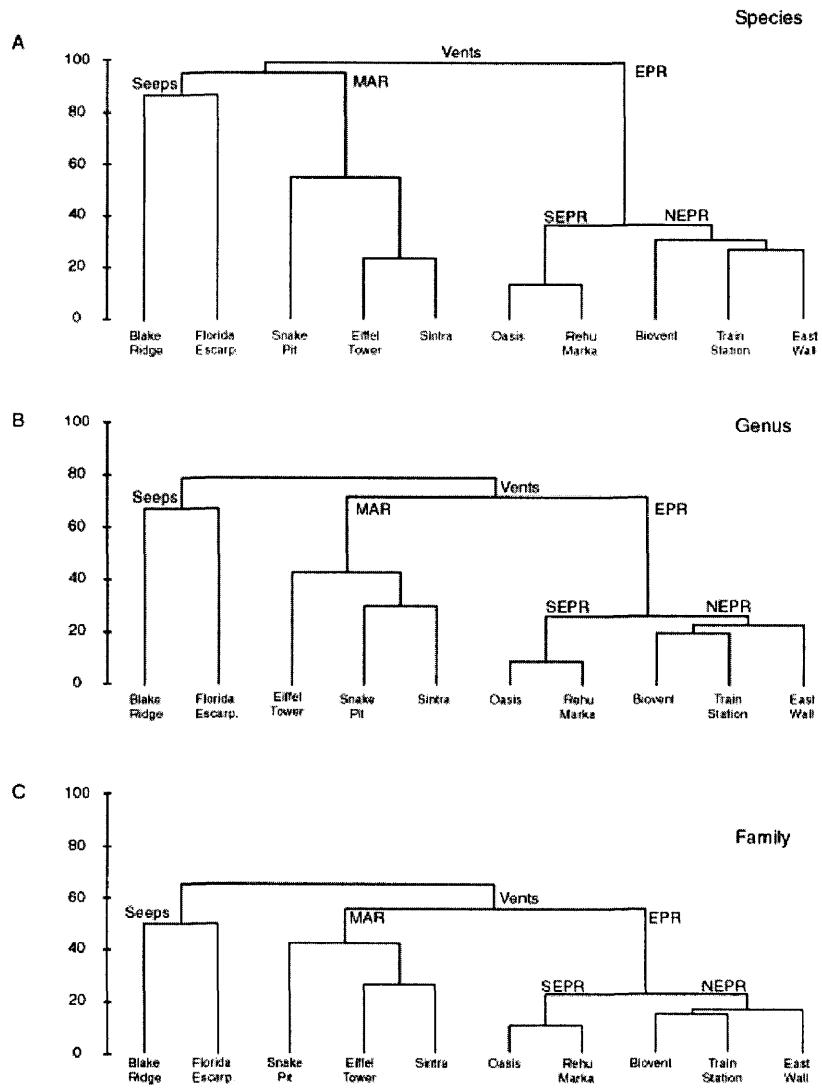 Species
A
Vents
100
Seeps
MAR
EPR
80
60
40
SEPR
NEPR
20
0
Blake Ridge
Florida Escarp.
Snake Pit
Eiffel Tower
Sintra
Oasis
Rehu Marka
Biovent
Train Station
East Wall
B
Genus
100
80
Seeps
Vents
MAR
EPR
60
40
SEPR
NEPR
20
0
Blake Ridge
Florida Escarp.
Eiffel Tower
Snake Pit
Sintra
Oasis
Rehu Marka
Biovent
Train Station
East Wall
C
Family
100
80
60
Seeps
Vents
MAR
EPR
40
SEPR
NEPR
20
0
Blake Ridge
Florida Escarp.
Snake Pit
Eiffel Tower
Sintra
Oasis
Rehu Marka
Biovent
Train Station
East Wall